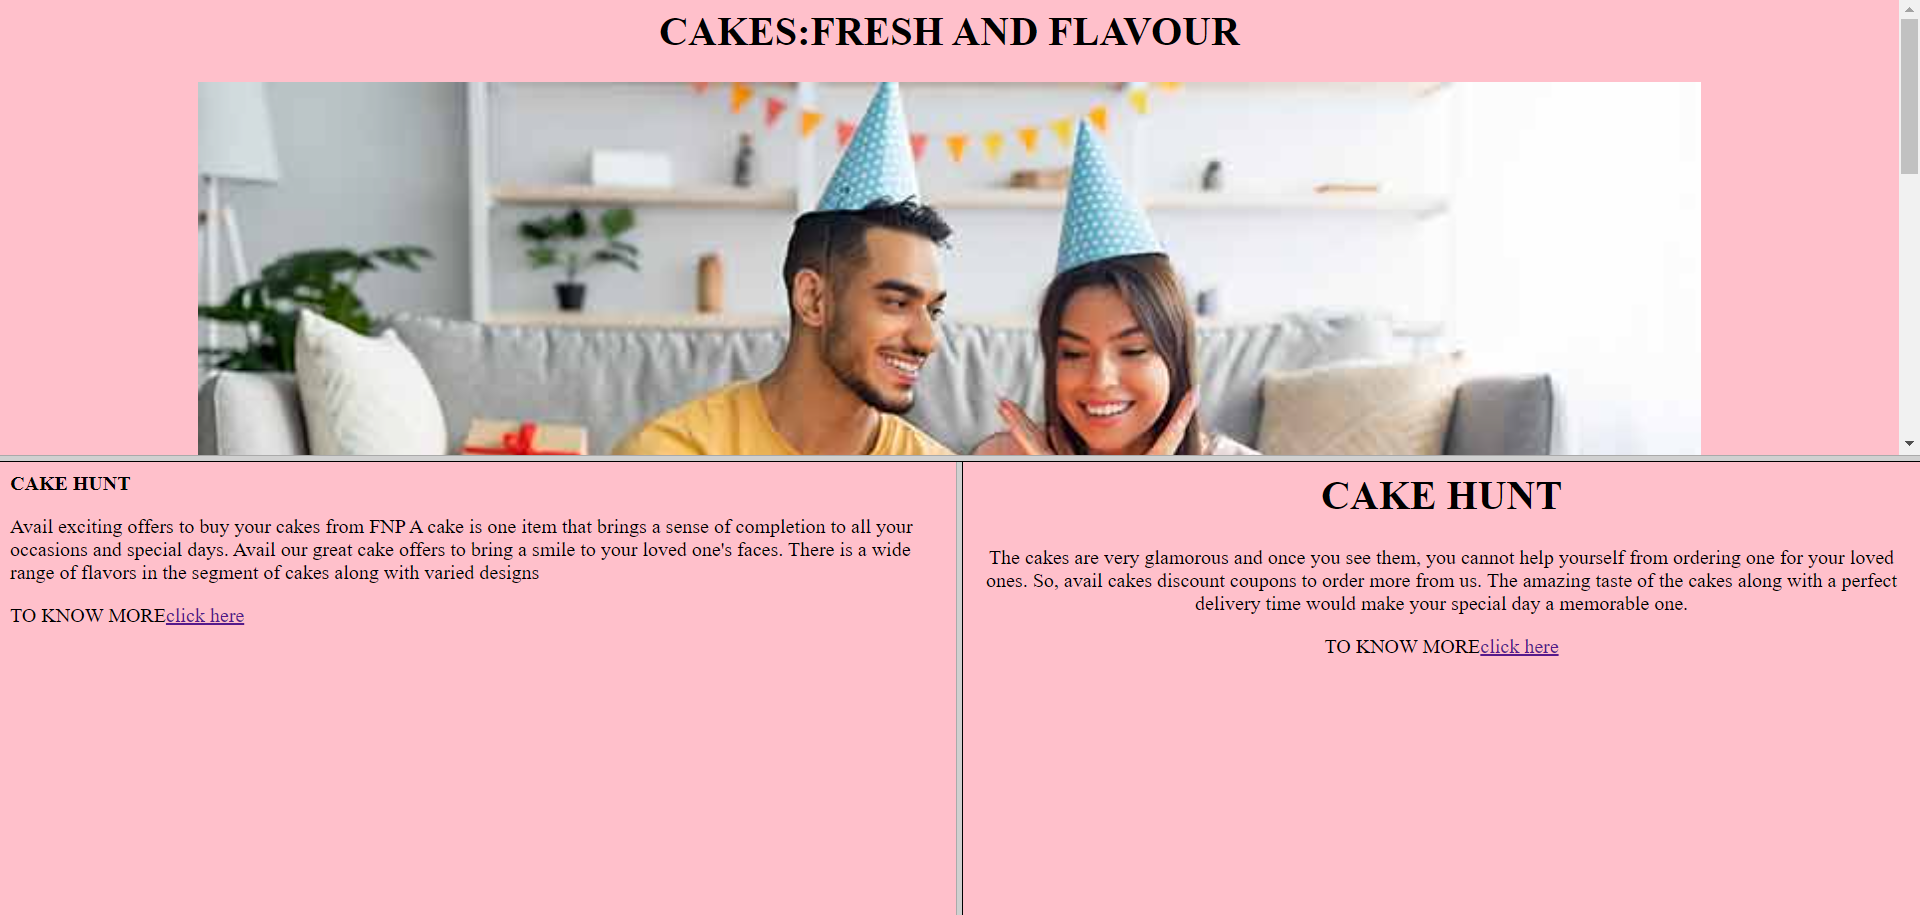 CAKES:FRESH AND FLAVOUR
CAKE HUNT
Avail exciting offers to buy your cakes from FNP A cake is one item that brings a sense of completion to all your
occasions and special days. Avail our great cake offers to bring a smile to your loved one's faces. There is a wide
range of flavors in the segment of cakes along with varied designs
TO KNOW MOREclick here
CAKE HUNT
The cakes are very glamorous and once you see them, you cannot help yourself from ordering one for your loved
ones. So, avail cakes discount coupons to order more from us. The amazing taste of the cakes along with a perfect
delivery time would make your special day a memorable one.
TO KNOW MOREclick here